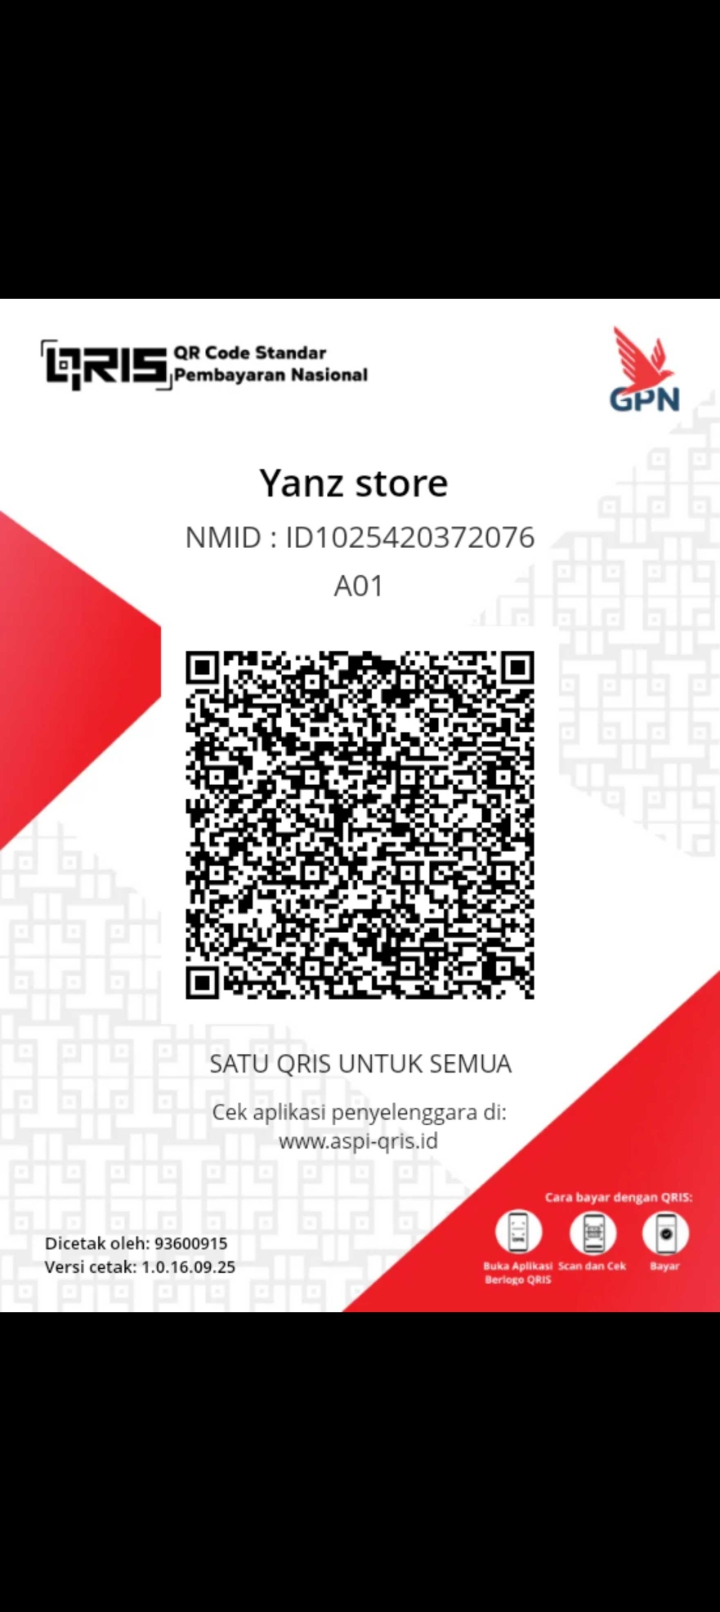 QRIS QR Code Standar
Pembayaran Nasional
GPN
Yanz store
NMID : ID1025420372076
A01
SATU QRIS UNTUK SEMUA
Cek aplikasi penyelenggara di:
www.aspi-qris.id
Cara bayar dengan QRIS:
Buka Aplikasi
Berlogo QRIS
Scan dan Cek
Bayar
Dicetak oleh: 93600915
Versi cetak: 1.0.16.09.25